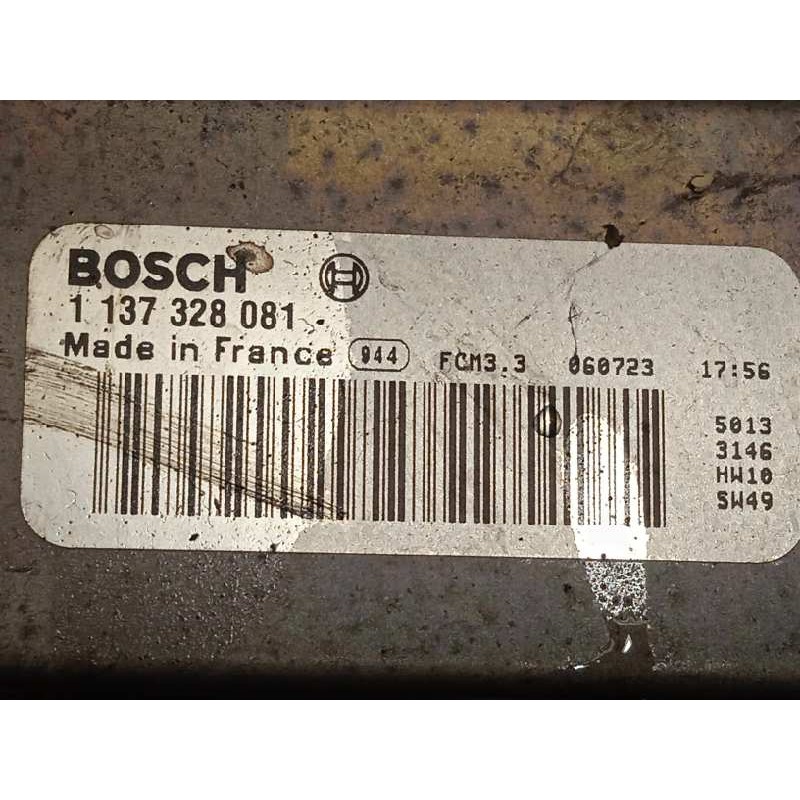 BOSCH
1 137 328 081
Made in France 944 FCM3.3 060723 17:56
5013
3146
HW10
SW49